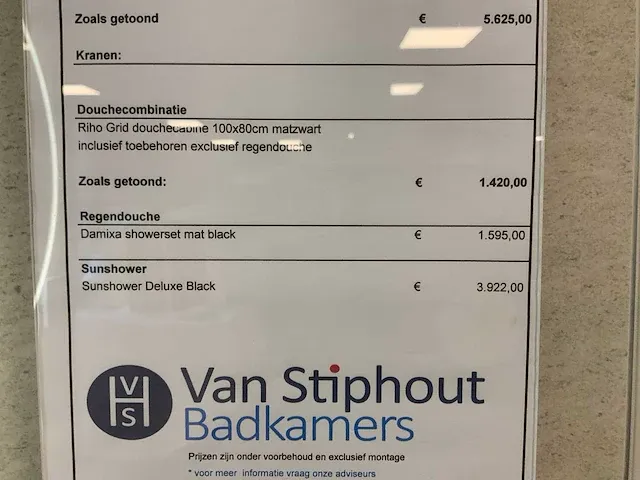 Zoals getoond € 5.625,00
Kranen:
Douchecombinatie
Riho Grid douchecabine 100x80cm matzwart
inclusief toebehoren exclusief regendouche
Zoals getoond: € 1.420,00
Regendouche
Damixa showerset mat black € 1.595,00
Sunshower
Sunshower Deluxe Black € 3.922,00
VHS
Van Stiphout
Badkamers
Prijzen zijn onder voorbehoud en exclusief montage
* voor meer informatie vraag onze adviseurs